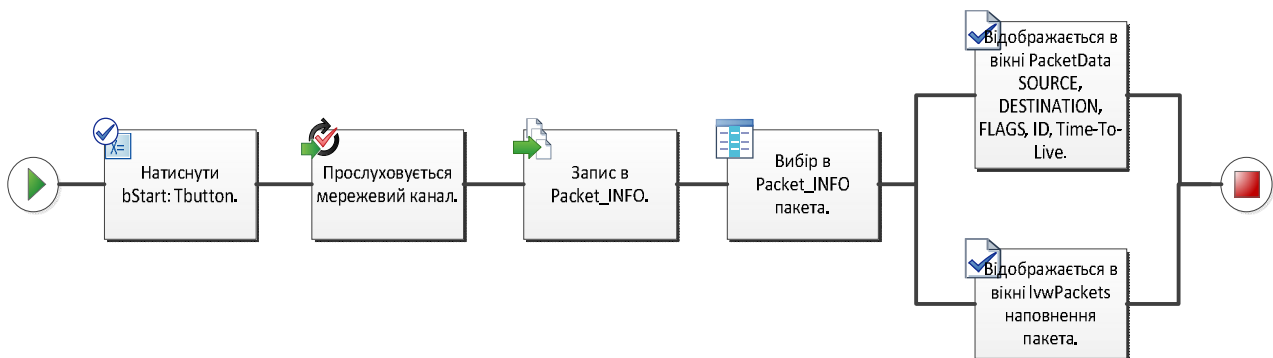 Натиснути
bStart: Tbutton.
Прослуховується
мережевий канал.
Запис в
Packet_INFO.
Вибір в
Packet_INFO
пакета.
Відображається в
вікні PacketData
SOURCE,
DESTINATION,
FLAGS, ID, Time-To-
Live.
Відображається в
вікні lvwPackets
наповнення
пакета.